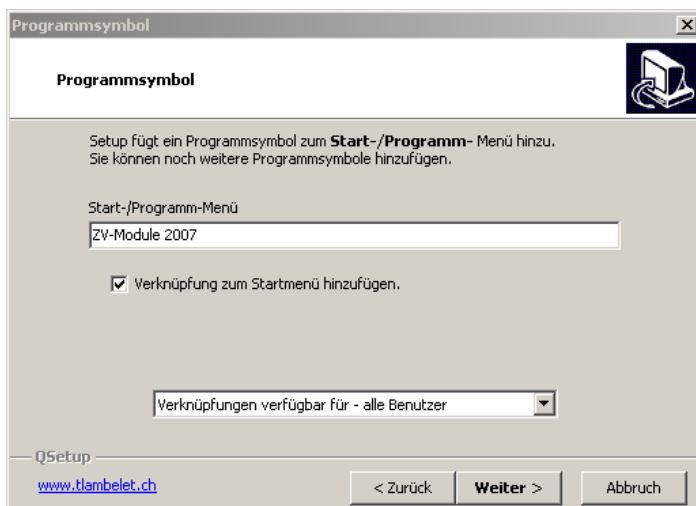 Programmsymbol
Programmsymbol
Setup fügt ein Programmsymbol zum Start-/Programm- Menü hinzu.
Sie können noch weitere Programmsymbole hinzufügen.
Start-/Programm-Menü
ZV-Module 2007
Verknüpfung zum Startmenü hinzufügen.
Verknüpfungen verfügbar für - alle Benutzer
QSetup
www.tlambelet.ch
< Zurück
Weiter >
Abbruch